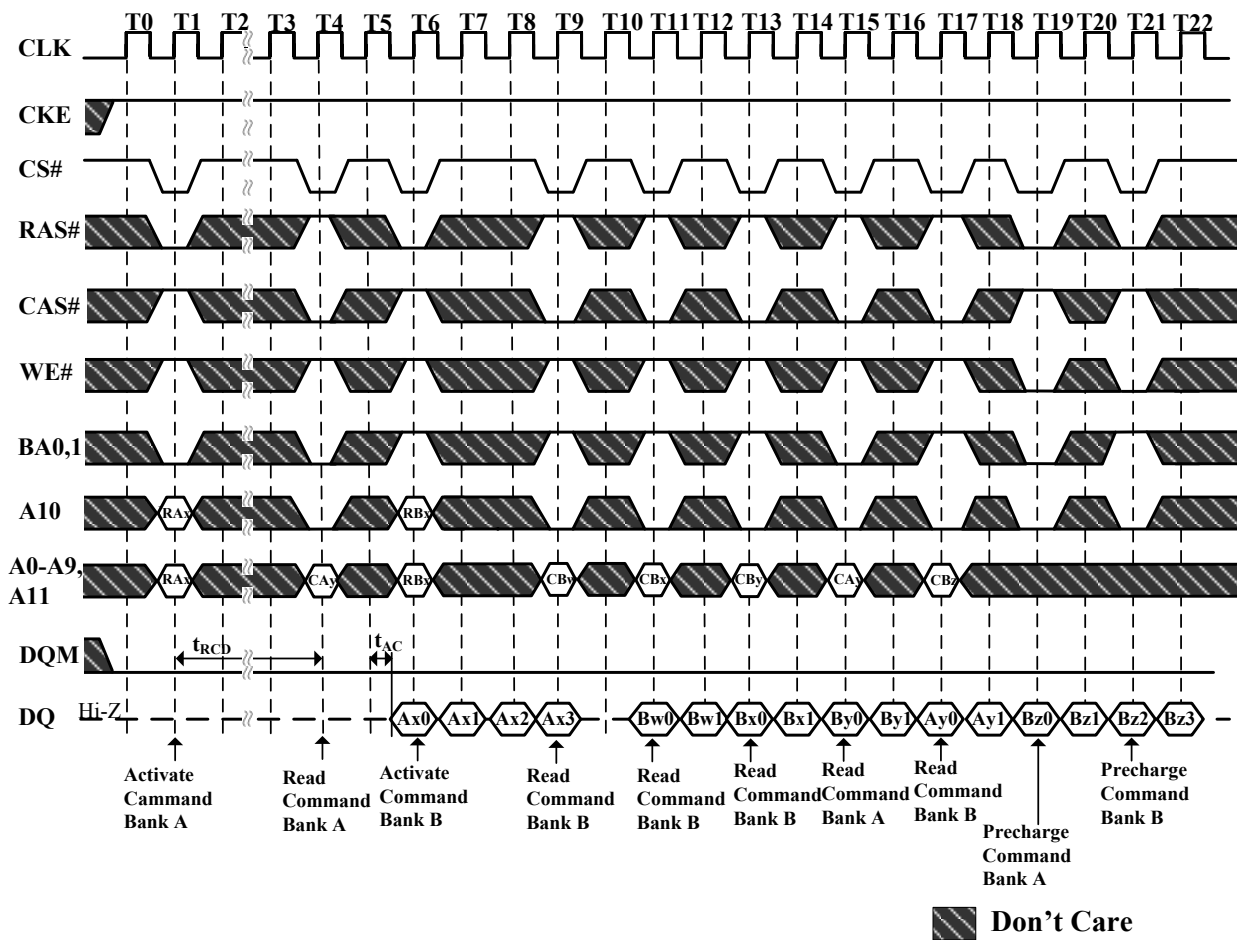 T0 T1 T2 T3 T4 T5 T6 T7 T8 T9 T10 T11 T12 T13 T14 T15 T16 T17 T18 T19 T20 T21 T22
CLK
CKE
CS#
RAS#
CAS#
WE#
BA0,1
A10
RAx RBx
A0-A9,
A11
RAx CAy RBx CBw CBx CBy CAy CBz
DQM
tRCD
tAC
DQ
Hi-Z
Ax0 Ax1 Ax2 Ax3 Bw0 Bw1 Bx0 Bx1 By0 By1 Ay0 Ay1 Bz0 Bz1 Bz2 Bz3
Activate
Cammand
Bank A
Read
Command
Bank A
Activate
Command
Bank B
Read
Command
Bank B
Read
Command
Bank B
Read
Command
Bank B
Read
Command
Bank A
Read
Command
Bank B
Precharge
Command
Bank A
Precharge
Command
Bank B
Don't Care